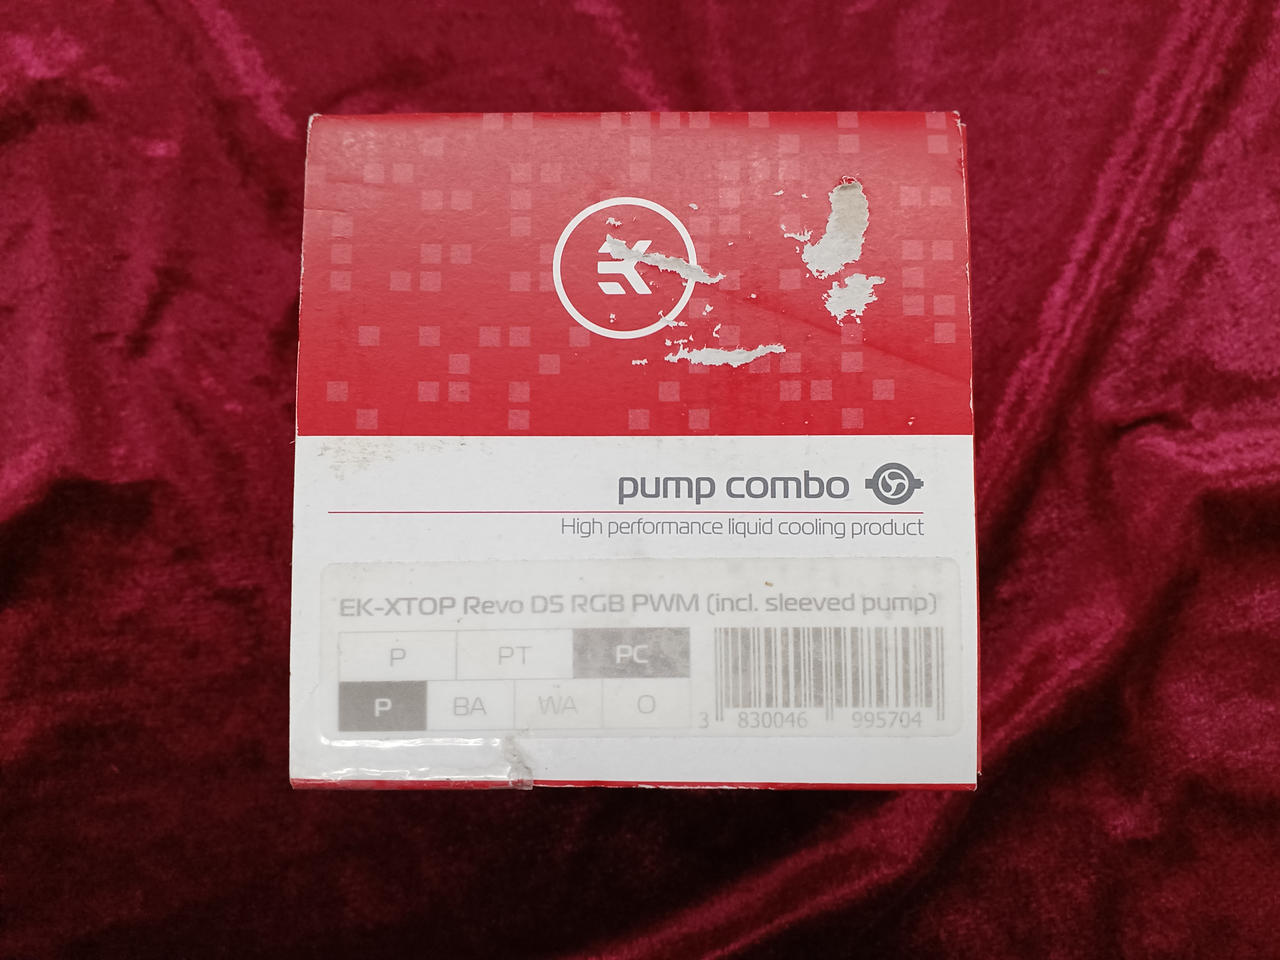 EK
pump combo
High performance liquid cooling product
EK-XTOP Revo D5 RGB PWM (incl. sleeved pump)
P PT PC
P BA WA O
3 830046 995704